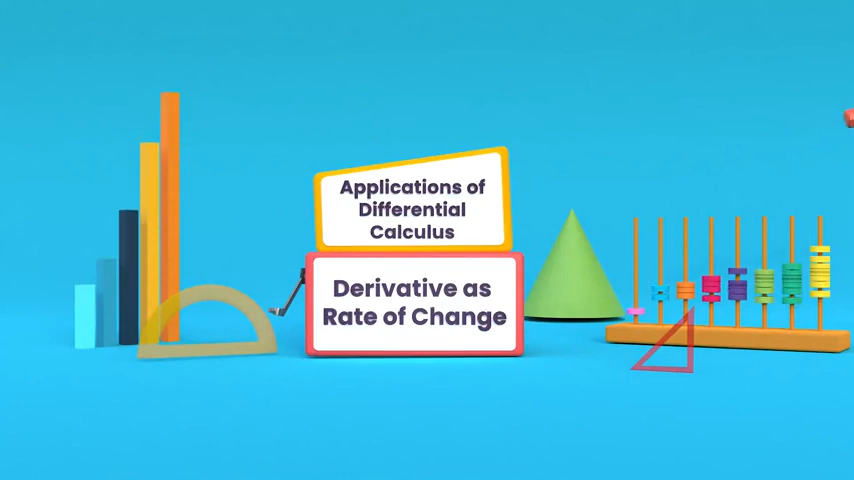 Applications of
Differential
Calculus
Derivative as
Rate of Change